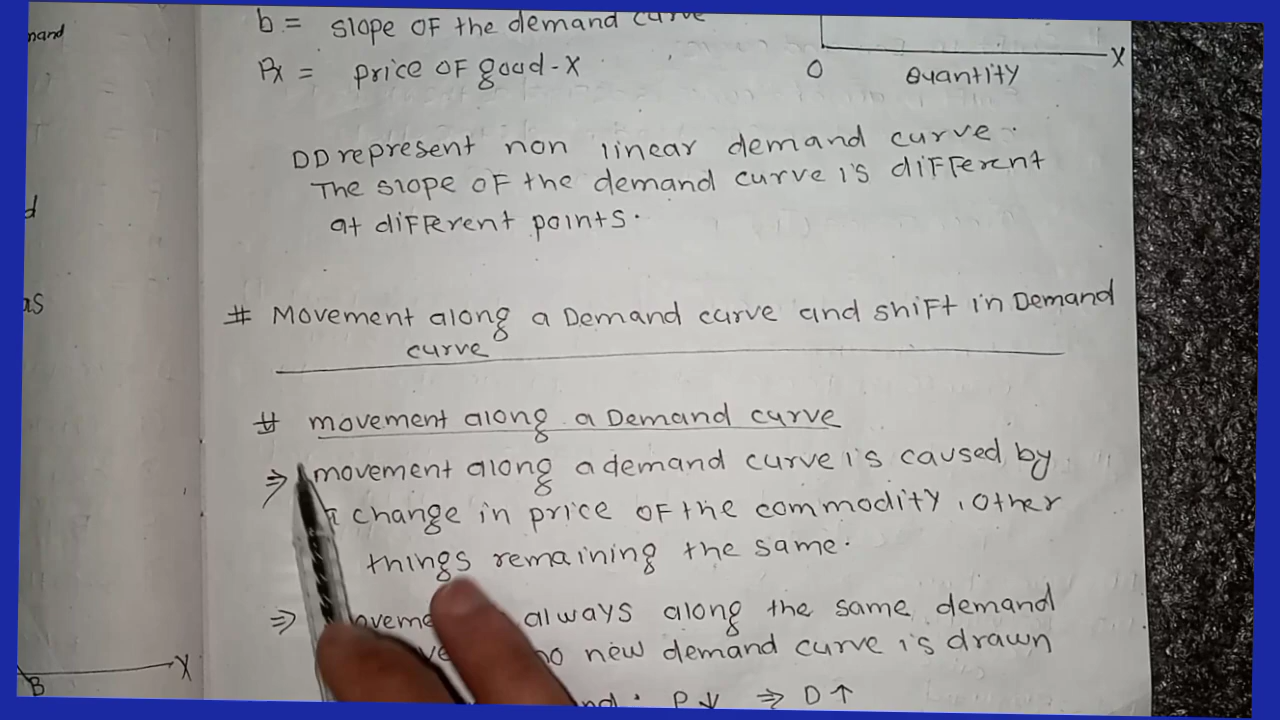 nand
d
as
B
X
b = slope of the demand curve
Px = price of good-X
O
X
Quantity
DD represent non linear demand curve.
The slope of the demand curve is different
at different points.
# Movement along a Demand curve and shift in Demand
curve
# movement along a Demand curve
⇒ movement along a demand curve is caused by
change in price of the commodity, other
things remaining the same.
⇒ always along the same demand
no new demand curve is drawn
P↓ ⇒ D↑